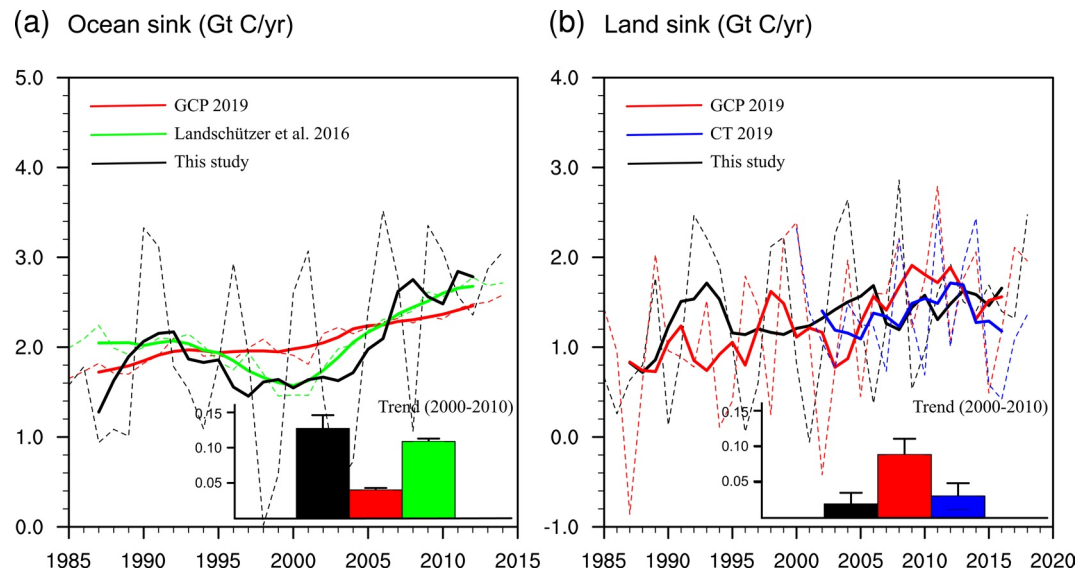 (a) Ocean sink (Gt C/yr)
5.0
4.0
3.0
2.0
1.0
0.0
GCP 2019
Landschützer et al. 2016
This study
Trend (2000-2010)
0.15
0.10
0.05
1985 1990 1995 2000 2005 2010 2015
(b) Land sink (Gt C/yr)
4.0
3.0
2.0
1.0
0.0
-1.0
GCP 2019
CT 2019
This study
Trend (2000-2010)
0.15
0.10
0.05
1985 1990 1995 2000 2005 2010 2015 2020